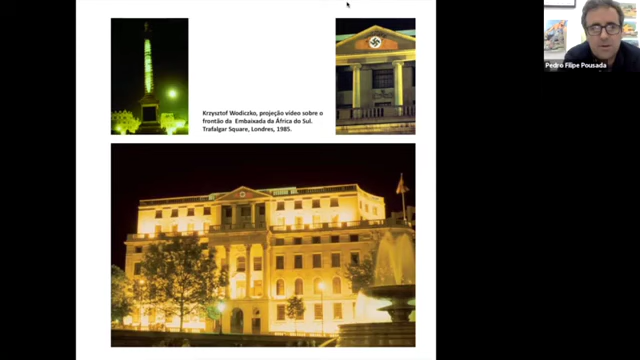 Krzysztof Wodiczko, projeção vídeo sobre o
frontão da Embaixada da África do Sul.
Trafalgar Square, Londres, 1985.
Pedro Filipe Pousada